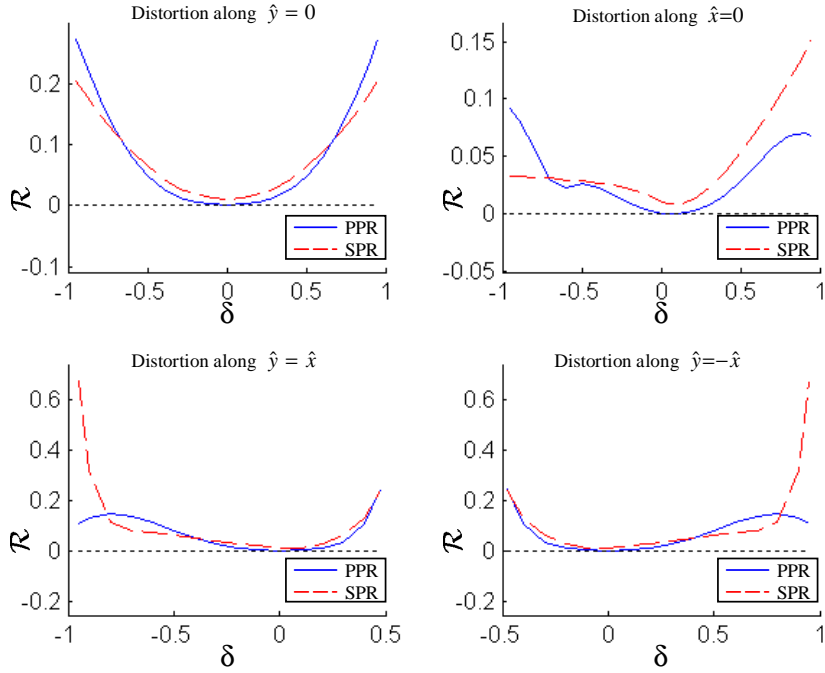 Distortion along ŷ = 0
0.2
0.1
0
-0.1
ℛ
-1
-0.5
0
0.5
1
δ
PPR
SPR
Distortion along x̂=0
0.15
0.1
0.05
0
-0.05
ℛ
-1
-0.5
0
0.5
1
δ
PPR
SPR
Distortion along ŷ = x̂
0.6
0.4
0.2
0
-0.2
ℛ
-1
-0.5
0
0.5
δ
PPR
SPR
Distortion along ŷ=-x̂
0.6
0.4
0.2
0
-0.2
ℛ
-0.5
0
0.5
1
δ
PPR
SPR